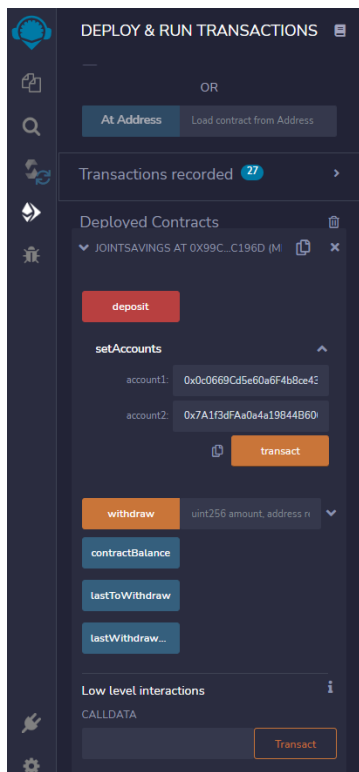 DEPLOY & RUN TRANSACTIONS
OR
At Address Load contract from Address
Transactions recorded 27
Deployed Contracts
JOINTSAVINGS AT 0X99C...C196D (M
deposit
setAccounts
account1: 0x0c0669Cd5e60a6F4b8ce43
account2: 0x7A1f3dFAa0a4a19844B60
transact
withdraw uint256 amount, address re
contractBalance
lastToWithdraw
lastWithdraw...
Low level interactions i
CALLDATA
Transact